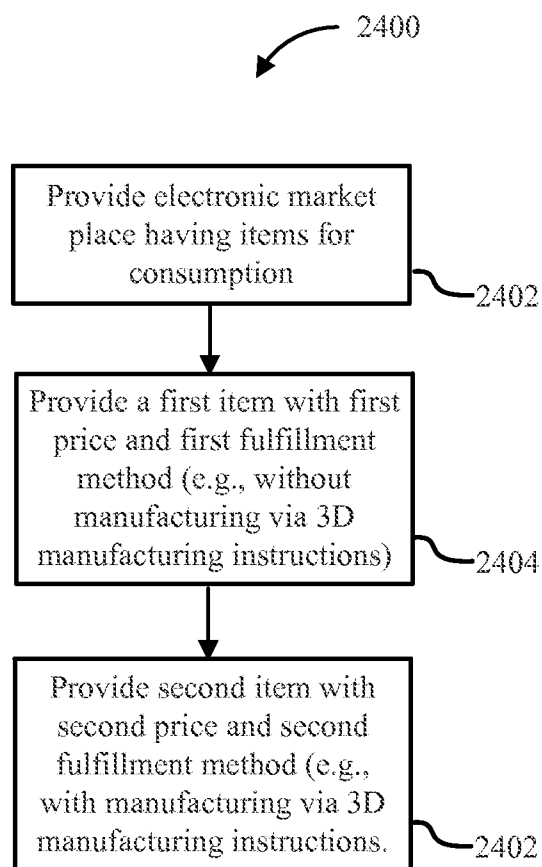 2400
Provide electronic market
place having items for
consumption
2402
Provide a first item with first
price and first fulfillment
method (e.g., without
manufacturing via 3D
manufacturing instructions)
2404
Provide second item with
second price and second
fulfillment method (e.g.,
with manufacturing via 3D
manufacturing instructions.
2402